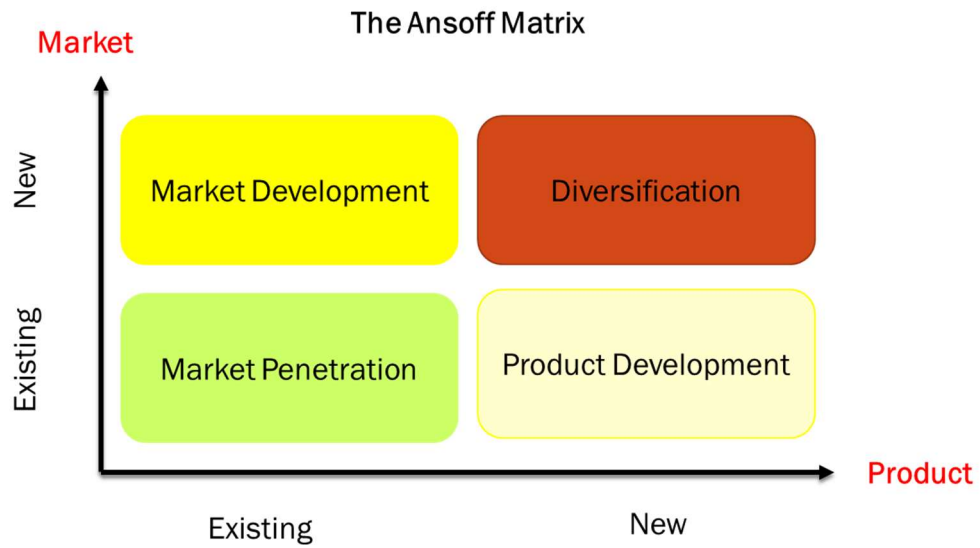 The Ansoff Matrix
Market
New
Market Development
Diversification
Existing
Market Penetration
Product Development
Product
Existing
New